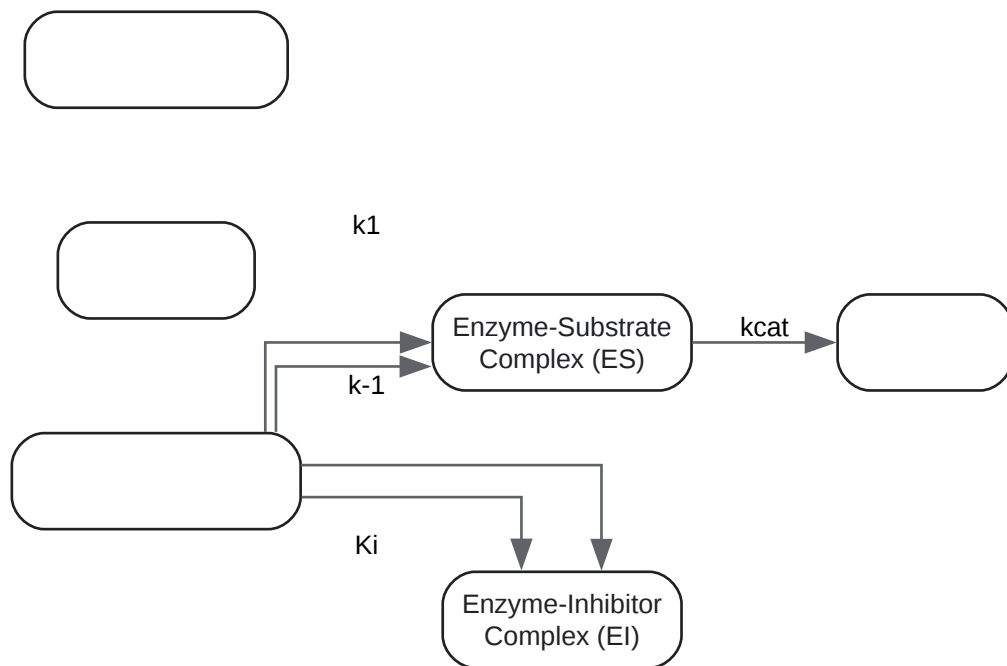 k1
Enzyme-Substrate
Complex (ES)
kcat
k-1
Ki
Enzyme-Inhibitor
Complex (EI)